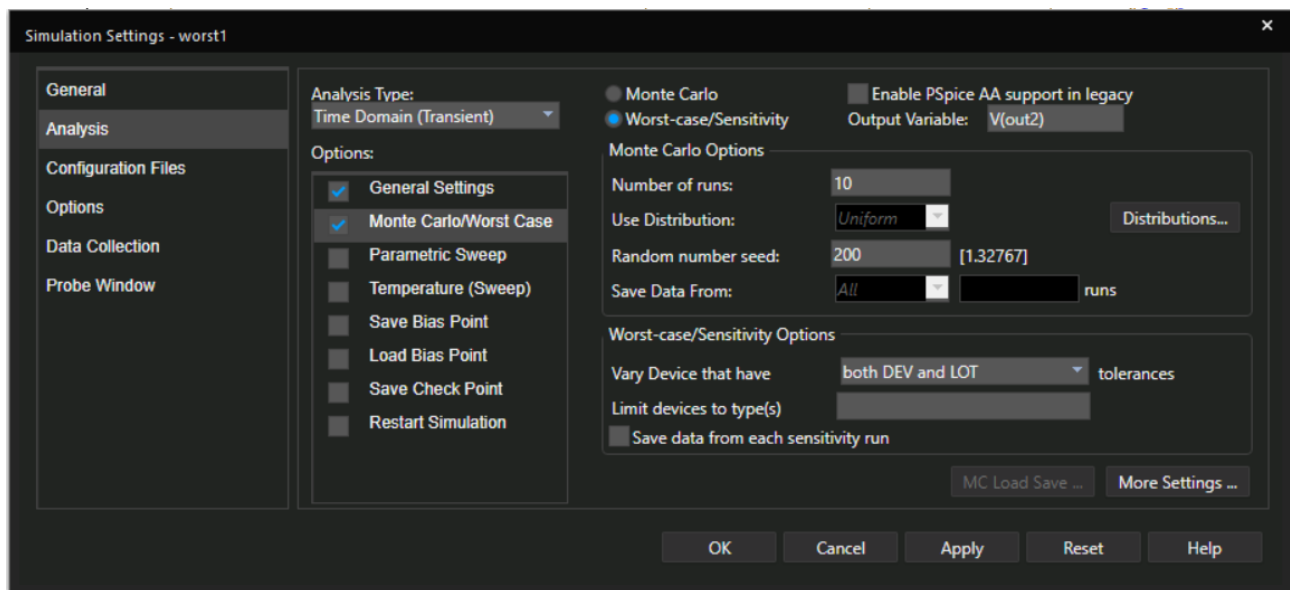 Simulation Settings - worst1
×
General
Analysis
Configuration Files
Options
Data Collection
Probe Window
Analysis Type:
Time Domain (Transient)
Options:
General Settings
Monte Carlo/Worst Case
Parametric Sweep
Temperature (Sweep)
Save Bias Point
Load Bias Point
Save Check Point
Restart Simulation
Monte Carlo
Enable PSpice AA support in legacy
Worst-case/Sensitivity
Output Variable: V(out2)
Monte Carlo Options
Number of runs: 10
Use Distribution: Uniform Distributions...
Random number seed: 200 [1.32767]
Save Data From: All runs
Worst-case/Sensitivity Options
Vary Device that have both DEV and LOT tolerances
Limit devices to type(s)
Save data from each sensitivity run
MC Load Save ... More Settings ...
OK Cancel Apply Reset Help